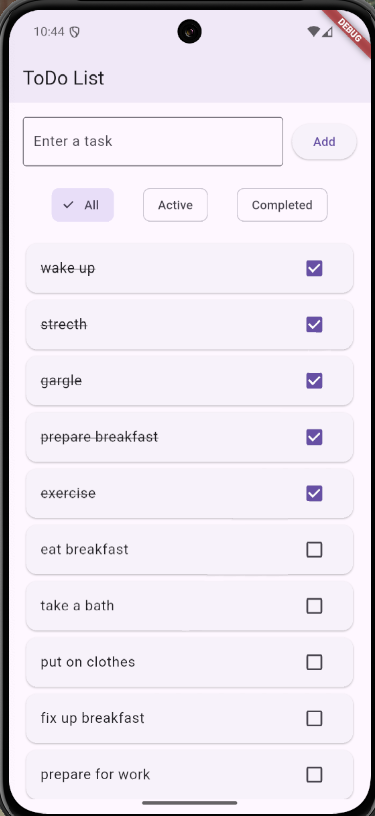 10:44
DEBUG
ToDo List
Enter a task
Add
All
Active
Completed
wake up
strecth
gargle
prepare breakfast
exercise
eat breakfast
take a bath
put on clothes
fix up breakfast
prepare for work